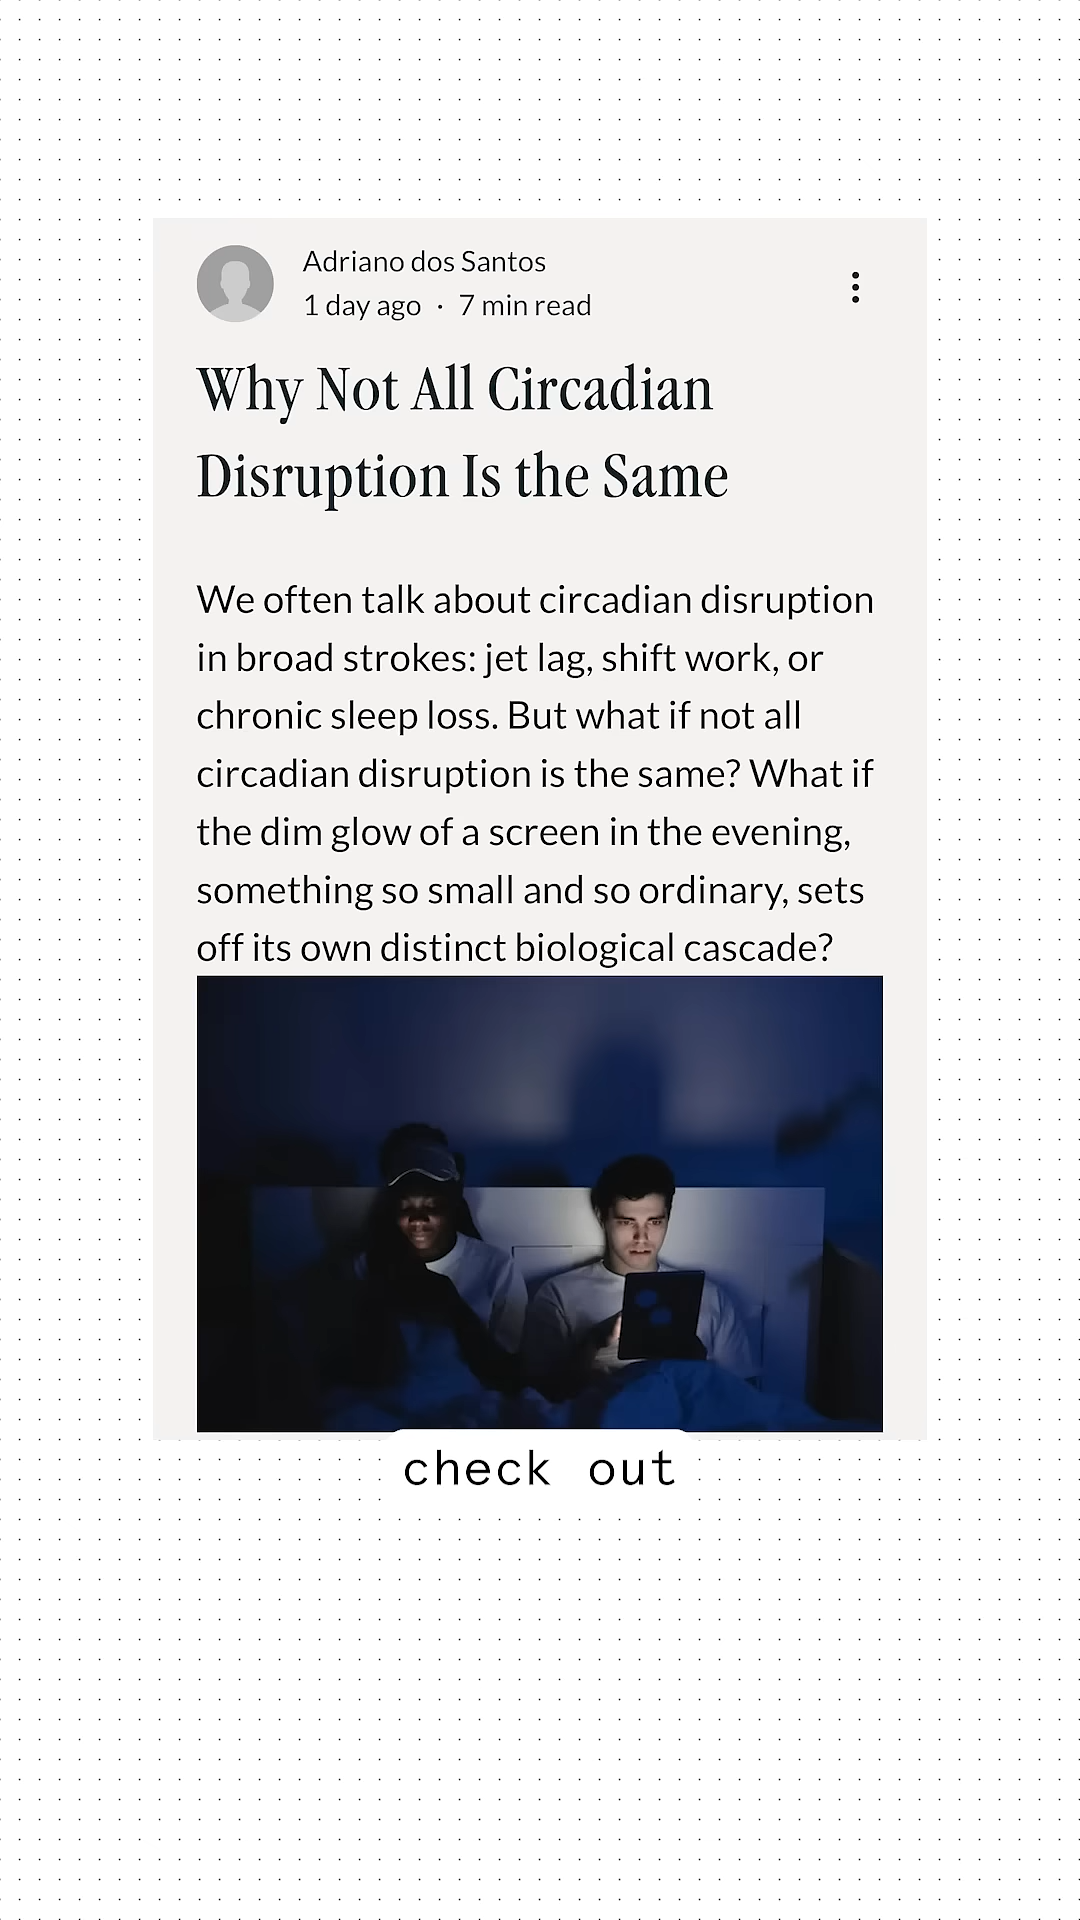 Adriano dos Santos
1 day ago · 7 min read
Why Not All Circadian
Disruption Is the Same
We often talk about circadian disruption
in broad strokes: jet lag, shift work, or
chronic sleep loss. But what if not all
circadian disruption is the same? What if
the dim glow of a screen in the evening,
something so small and so ordinary, sets
off its own distinct biological cascade?
check out